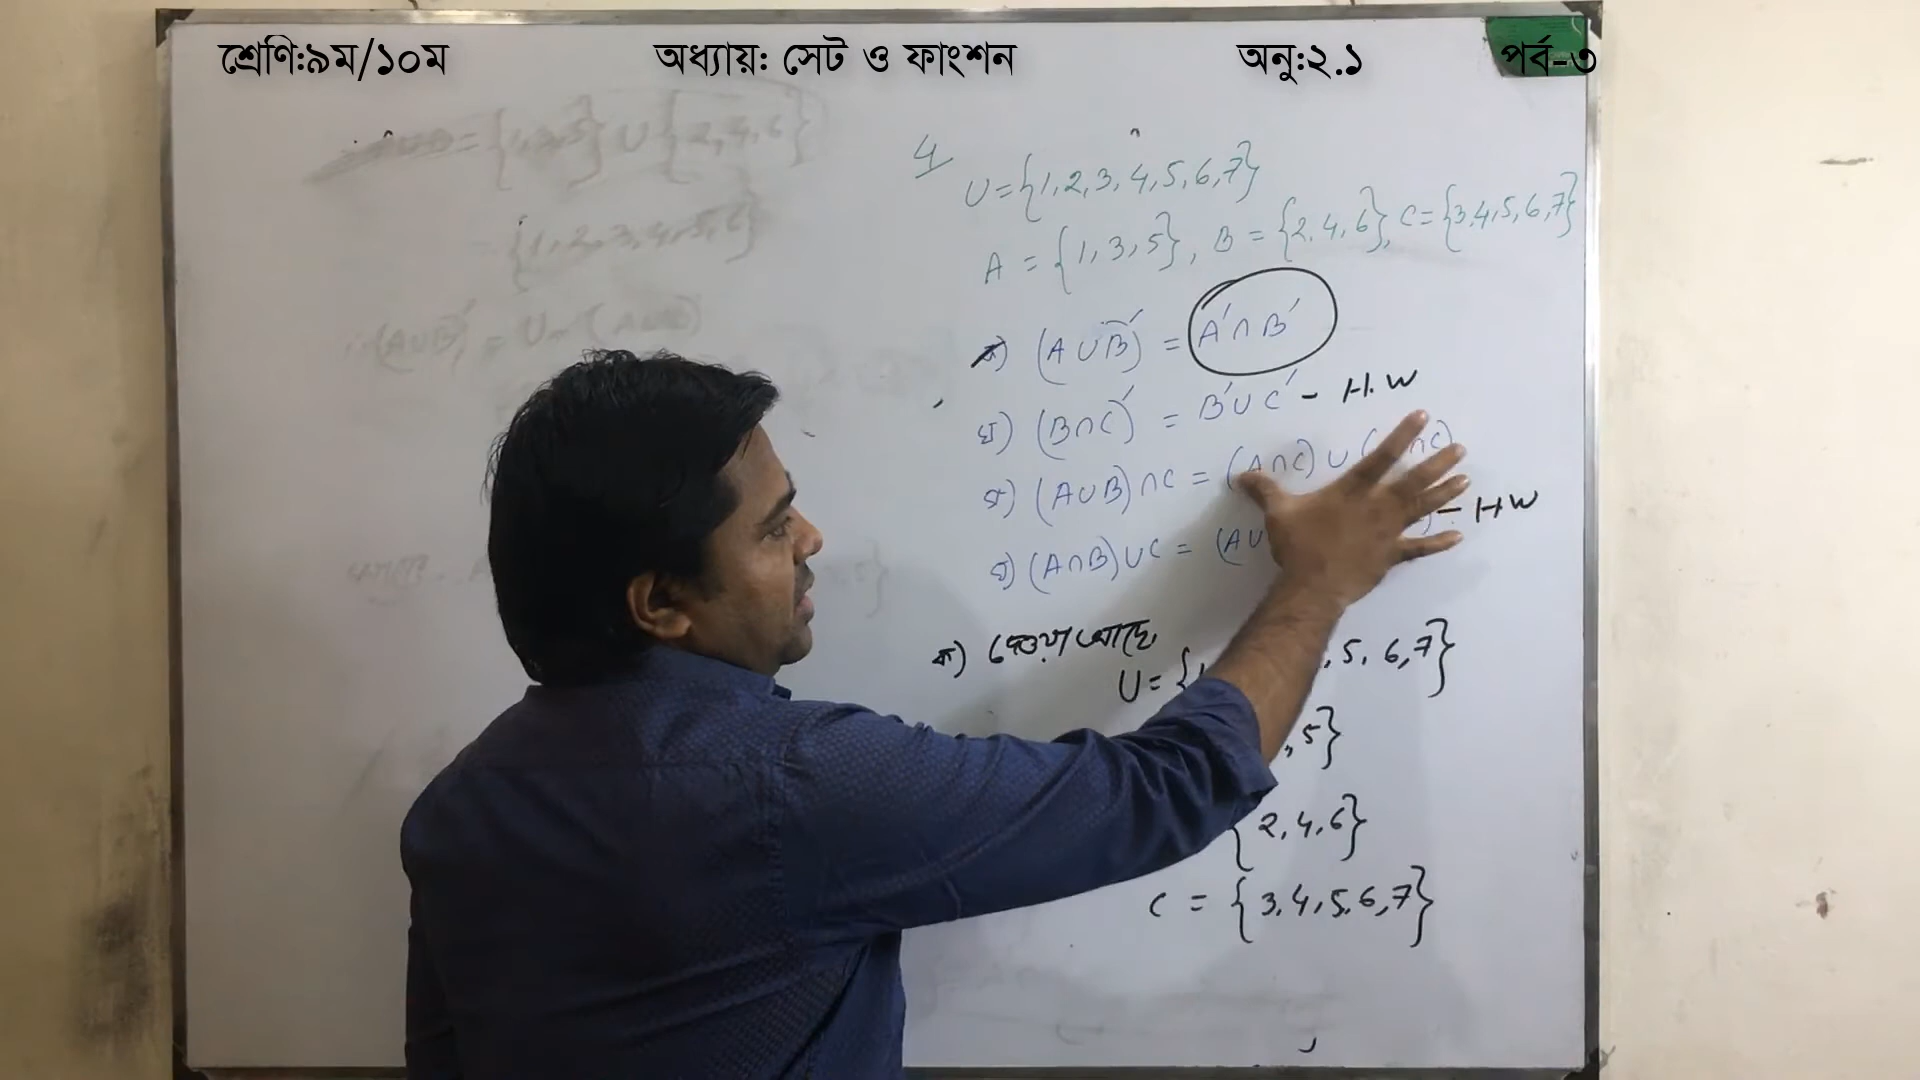 শ্রেণি:৯ম/১০ম অধ্যায়: সেট ও ফাংশন অনু:২.১ পর্ব-৩
4
U={1,2,3,4,5,6,7}
A = {1,3,5}, B = {2,4,6}, C={3,4,5,6,7}
ক) (A∪B)′ = A′∩B′
খ) (B∩C)′ = B′∪C′ - H.W
গ) (A∪B)∩C = (A∩C)∪( ∩C)
ঘ) (A∩B)∪C = (A∪ - HW
ক) দেওয়া আছে,
U= {1 , 5, 6,7}
, 5}
{2,4,6}
C = {3,4,5,6,7}
{1,3,5} ∪ {2,4,6}
{1,2,3,4,5,6}
(A∪B)′ = U-(A∪B)